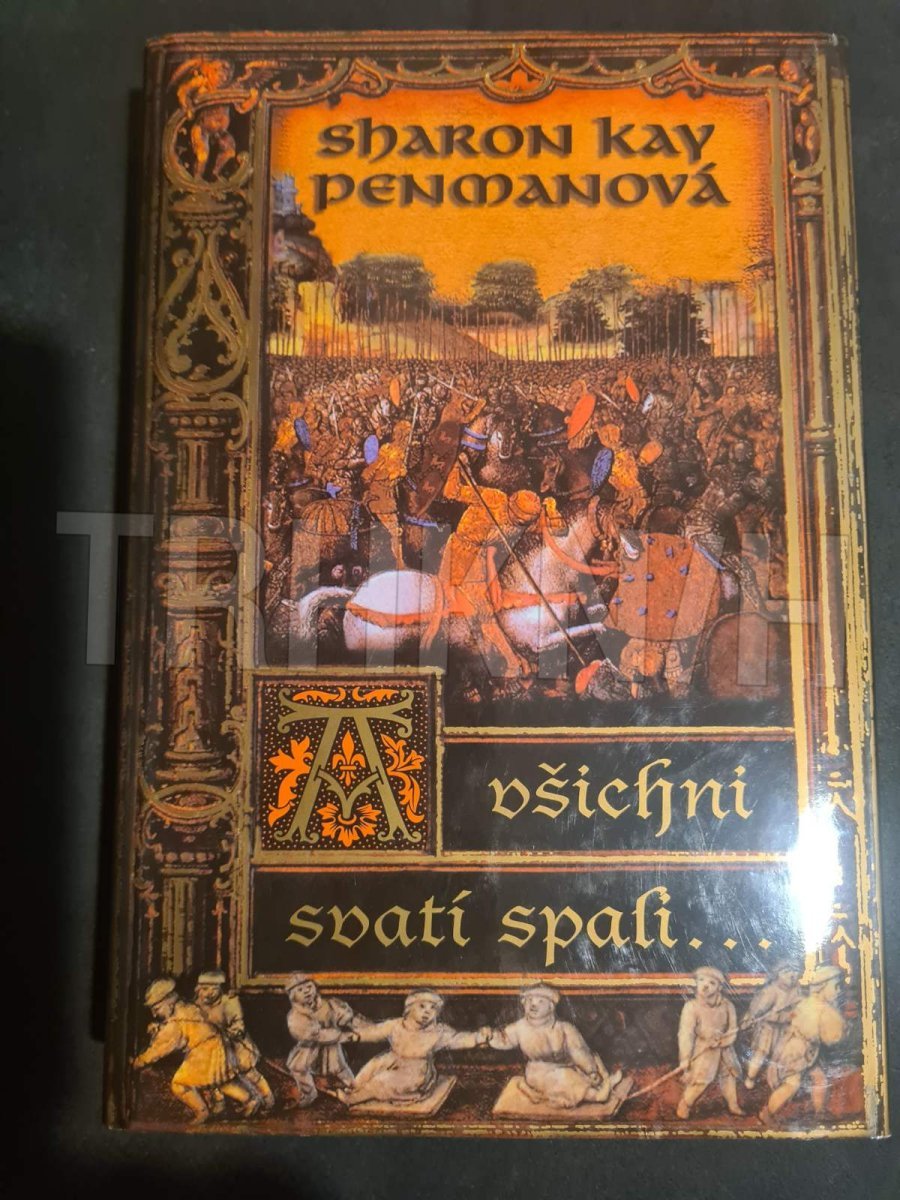 Sharon Kay
Penmanová
A všichni
svatí spali...